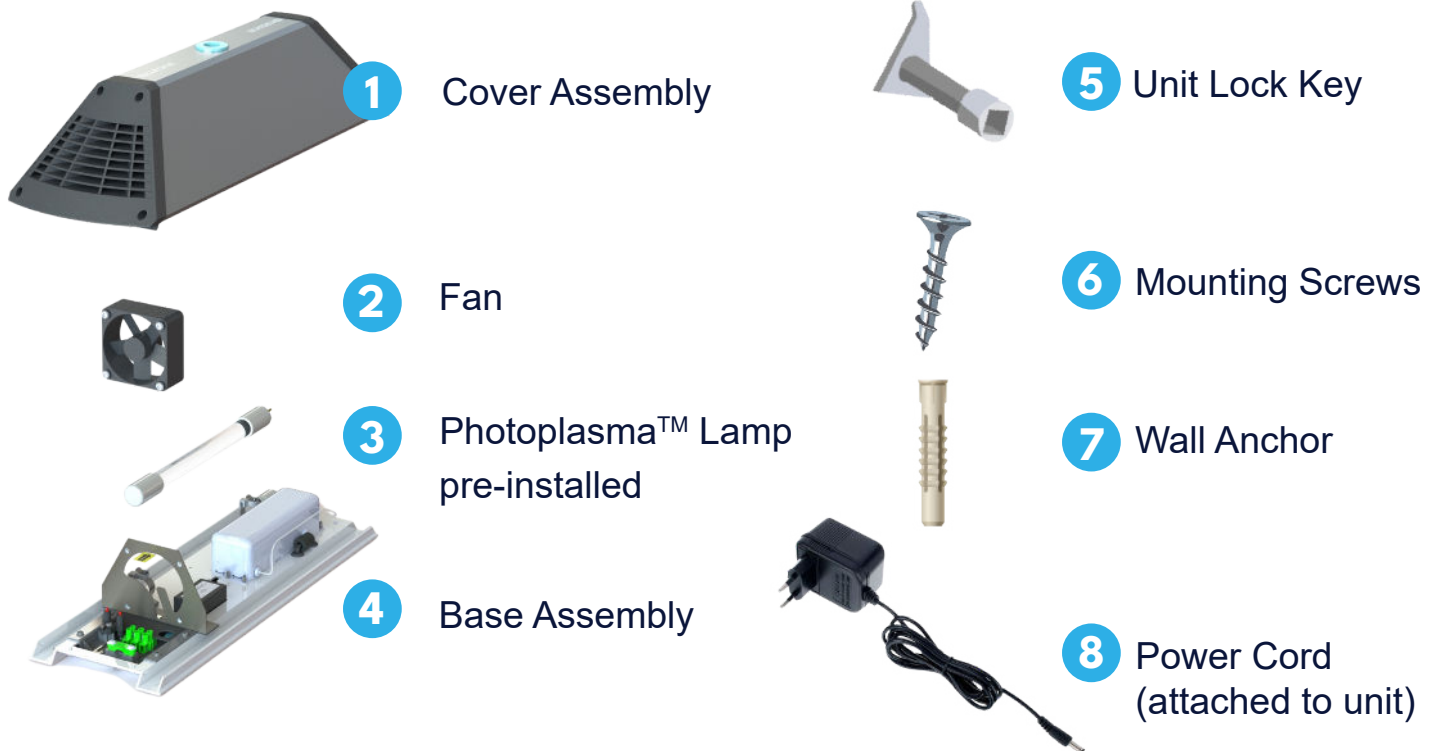 1 Cover Assembly
2 Fan
3 Photoplasma™ Lamp
pre-installed
4 Base Assembly
5 Unit Lock Key
6 Mounting Screws
7 Wall Anchor
8 Power Cord
(attached to unit)